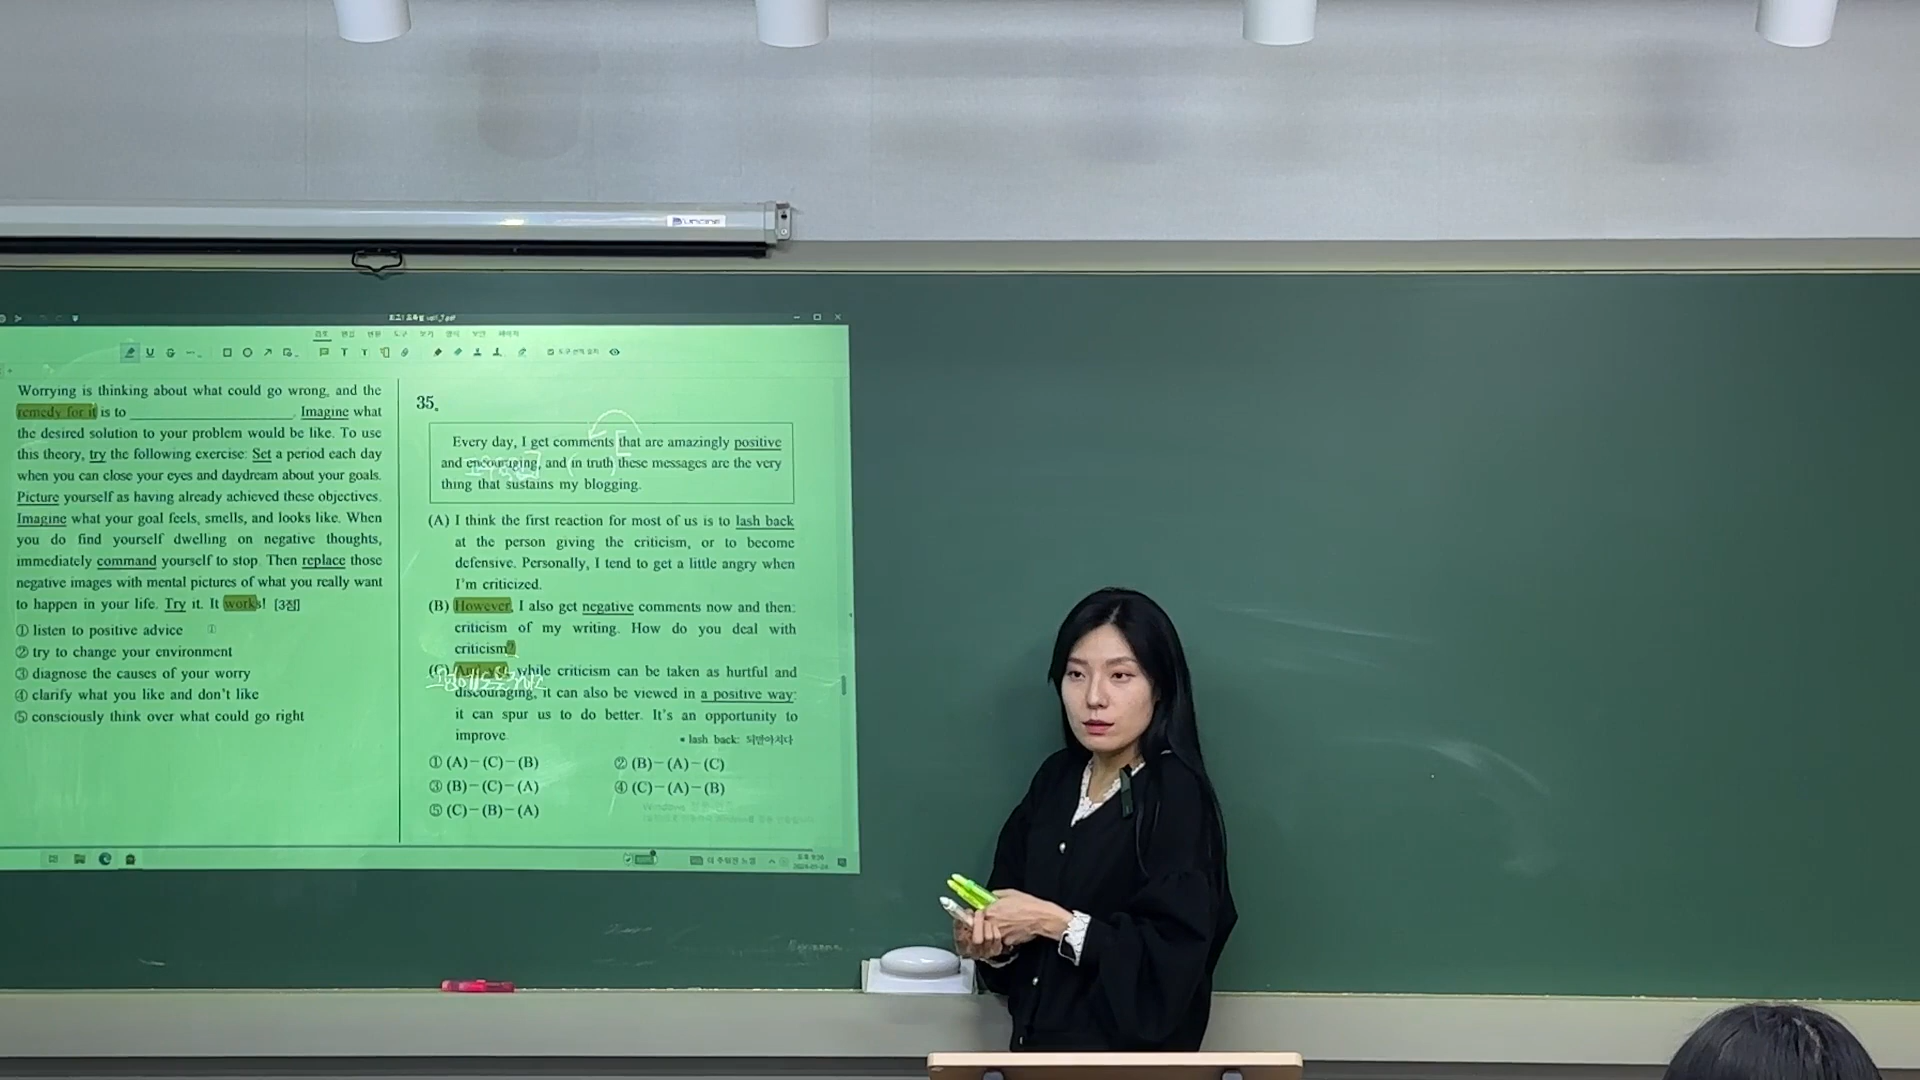 Worrying is thinking about what could go wrong, and the
remedy for it is to ____________________. Imagine what
the desired solution to your problem would be like. To use
this theory, try the following exercise: Set a period each day
when you can close your eyes and daydream about your goals.
Picture yourself as having already achieved these objectives.
Imagine what your goal feels, smells, and looks like. When
you do find yourself dwelling on negative thoughts,
immediately command yourself to stop. Then replace those
negative images with mental pictures of what you really want
to happen in your life. Try it. It works! [3점]
① listen to positive advice
② try to change your environment
③ diagnose the causes of your worry
④ clarify what you like and don't like
⑤ consciously think over what could go right
35.
Every day, I get comments that are amazingly positive
and encouraging, and in truth these messages are the very
thing that sustains my blogging.
(A) I think the first reaction for most of us is to lash back
at the person giving the criticism, or to become
defensive. Personally, I tend to get a little angry when
I'm criticized.
(B) However, I also get negative comments now and then:
criticism of my writing. How do you deal with
criticism?
(C) And yet, while criticism can be taken as hurtful and
discouraging, it can also be viewed in a positive way:
it can spur us to do better. It's an opportunity to
improve.
* lash back: 되받아치다
① (A)－(C)－(B)
② (B)－(A)－(C)
③ (B)－(C)－(A)
④ (C)－(A)－(B)
⑤ (C)－(B)－(A)